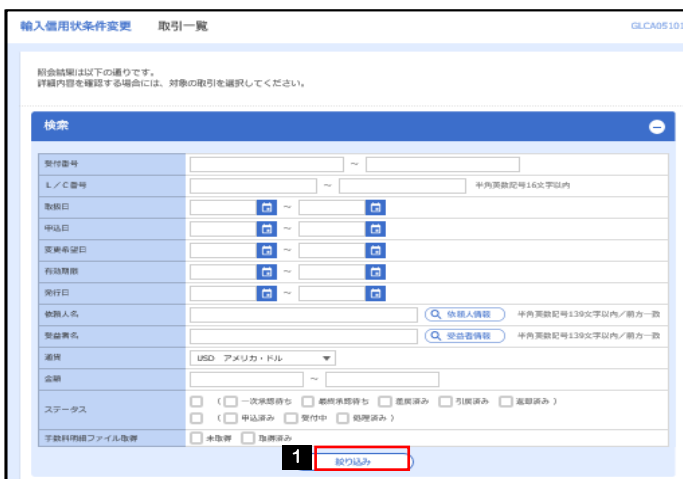 輸入信用状条件変更 取引一覧 GLCA05101
照会結果は以下の通りです。
詳細内容を確認する場合には、対象の取引を選択してください。
検索
受付番号 ～
L／C番号 ～ 半角英数記号16文字以内
取組日 ～
申込日 ～
変更希望日 ～
有効期限 ～
発行日 ～
依頼人名 依頼人情報 半角英数記号139文字以内／前方一致
受益者名 受益者情報 半角英数記号139文字以内／前方一致
通貨 USD アメリカ・ドル
金額 ～
ステータス （ 一次承認待ち 最終承認待ち 差戻済み 引戻済み 返却済み ）
（ 申込済み 受付中 処理済み ）
手数料明細ファイル取得 未取得 取得済み
1 絞り込み